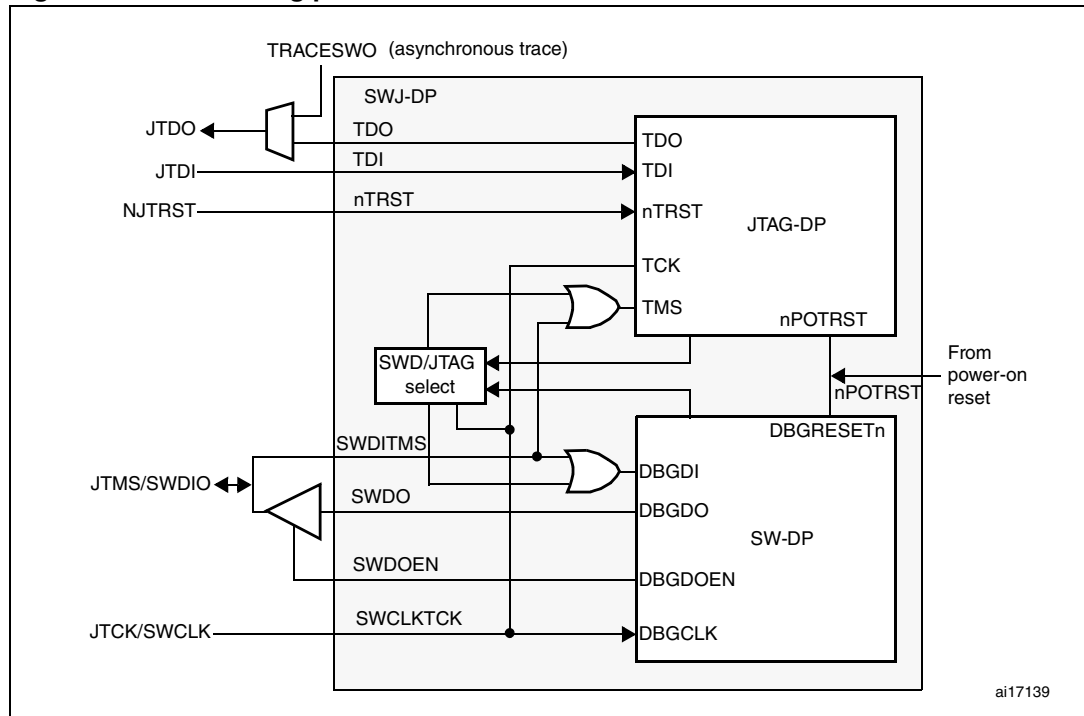 TRACESWO (asynchronous trace)
SWJ-DP
JTDO
TDO
TDO
JTDI
TDI
TDI
NJTRST
nTRST
nTRST
JTAG-DP
TCK
TMS
nPOTRST
SWD/JTAG
select
From
power-on
reset
nPOTRST
DBGRESETn
SWDITMS
DBGDI
JTMS/SWDIO
SWDO
DBGDO
SW-DP
SWDOEN
DBGDOEN
JTCK/SWCLK
SWCLKTCK
DBGCLK
ai17139